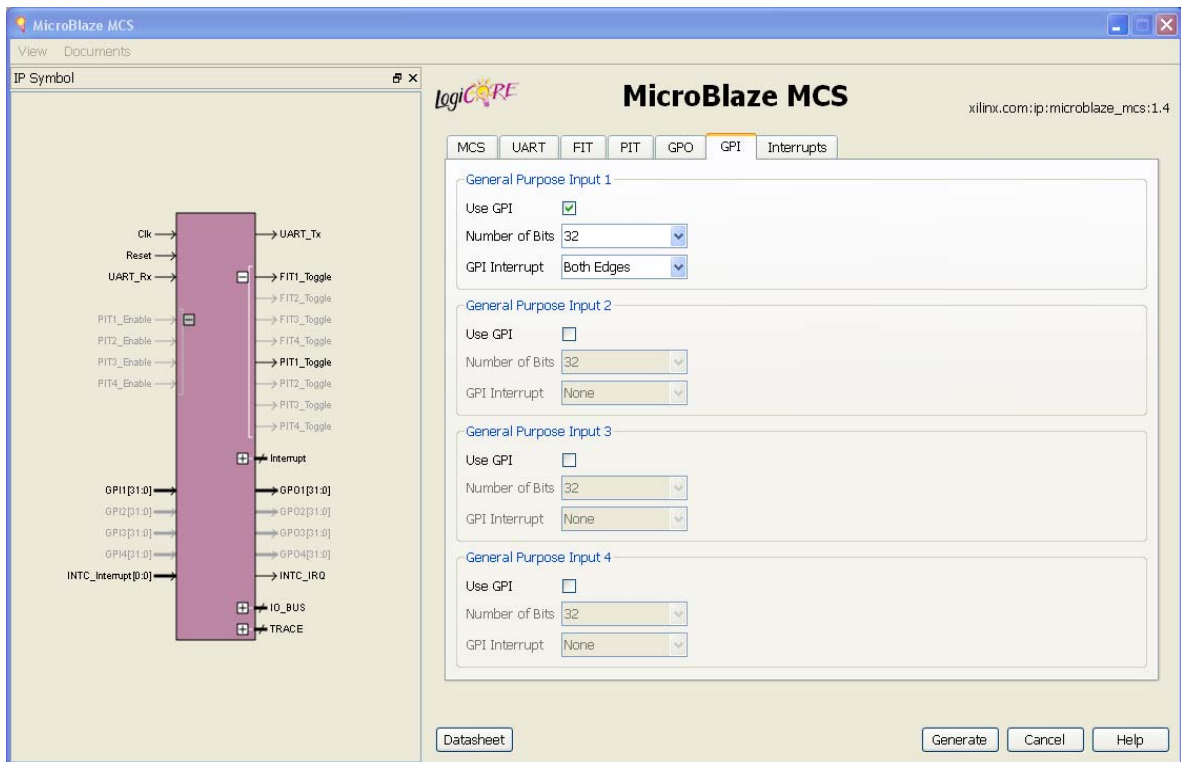 MicroBlaze MCS
View Documents
IP Symbol
Clk
Reset
UART_Rx
PIT1_Enable
PIT2_Enable
PIT3_Enable
PIT4_Enable
GPI1[31:0]
GPI2[31:0]
GPI3[31:0]
GPI4[31:0]
INTC_Interrupt[0:0]
UART_Tx
FIT1_Toggle
FIT2_Toggle
FIT3_Toggle
FIT4_Toggle
PIT1_Toggle
PIT2_Toggle
PIT3_Toggle
PIT4_Toggle
Interrupt
GPO1[31:0]
GPO2[31:0]
GPO3[31:0]
GPO4[31:0]
INTC_IRQ
IO_BUS
TRACE
LogiCORE
MicroBlaze MCS
xilinx.com:ip:microblaze_mcs:1.4
MCS UART FIT PIT GPO GPI Interrupts
General Purpose Input 1
Use GPI
Number of Bits 32
GPI Interrupt Both Edges
General Purpose Input 2
Use GPI
Number of Bits 32
GPI Interrupt None
General Purpose Input 3
Use GPI
Number of Bits 32
GPI Interrupt None
General Purpose Input 4
Use GPI
Number of Bits 32
GPI Interrupt None
Datasheet Generate Cancel Help